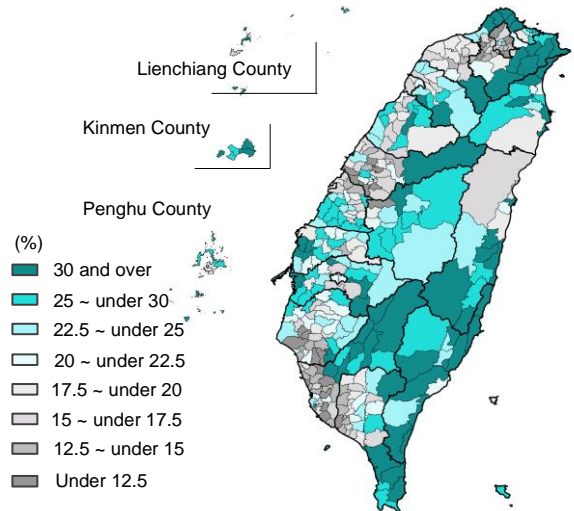 Lienchiang County
Kinmen County
Penghu County
(%)
30 and over
25 ~ under 30
22.5 ~ under 25
20 ~ under 22.5
17.5 ~ under 20
15 ~ under 17.5
12.5 ~ under 15
Under 12.5